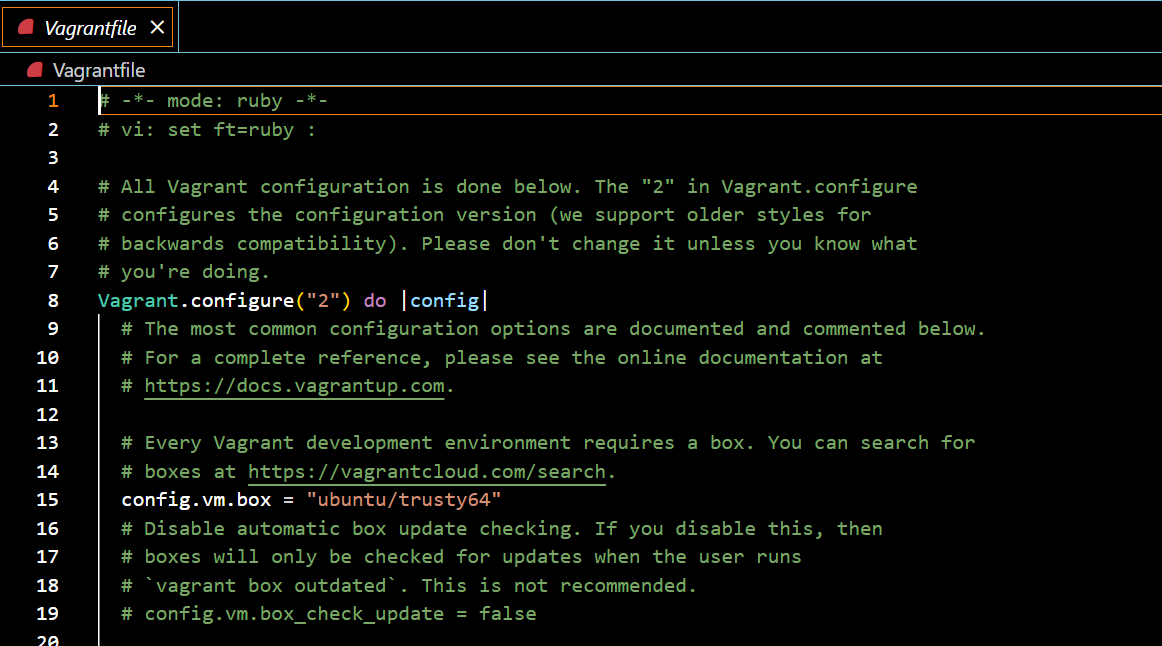 Vagrantfile
Vagrantfile
1 # -*- mode: ruby -*-
2 # vi: set ft=ruby :
3
4 # All Vagrant configuration is done below. The "2" in Vagrant.configure
5 # configures the configuration version (we support older styles for
6 # backwards compatibility). Please don't change it unless you know what
7 # you're doing.
8 Vagrant.configure("2") do |config|
9 # The most common configuration options are documented and commented below.
10 # For a complete reference, please see the online documentation at
11 # https://docs.vagrantup.com.
12
13 # Every Vagrant development environment requires a box. You can search for
14 # boxes at https://vagrantcloud.com/search.
15 config.vm.box = "ubuntu/trusty64"
16 # Disable automatic box update checking. If you disable this, then
17 # boxes will only be checked for updates when the user runs
18 # `vagrant box outdated`. This is not recommended.
19 # config.vm.box_check_update = false
20